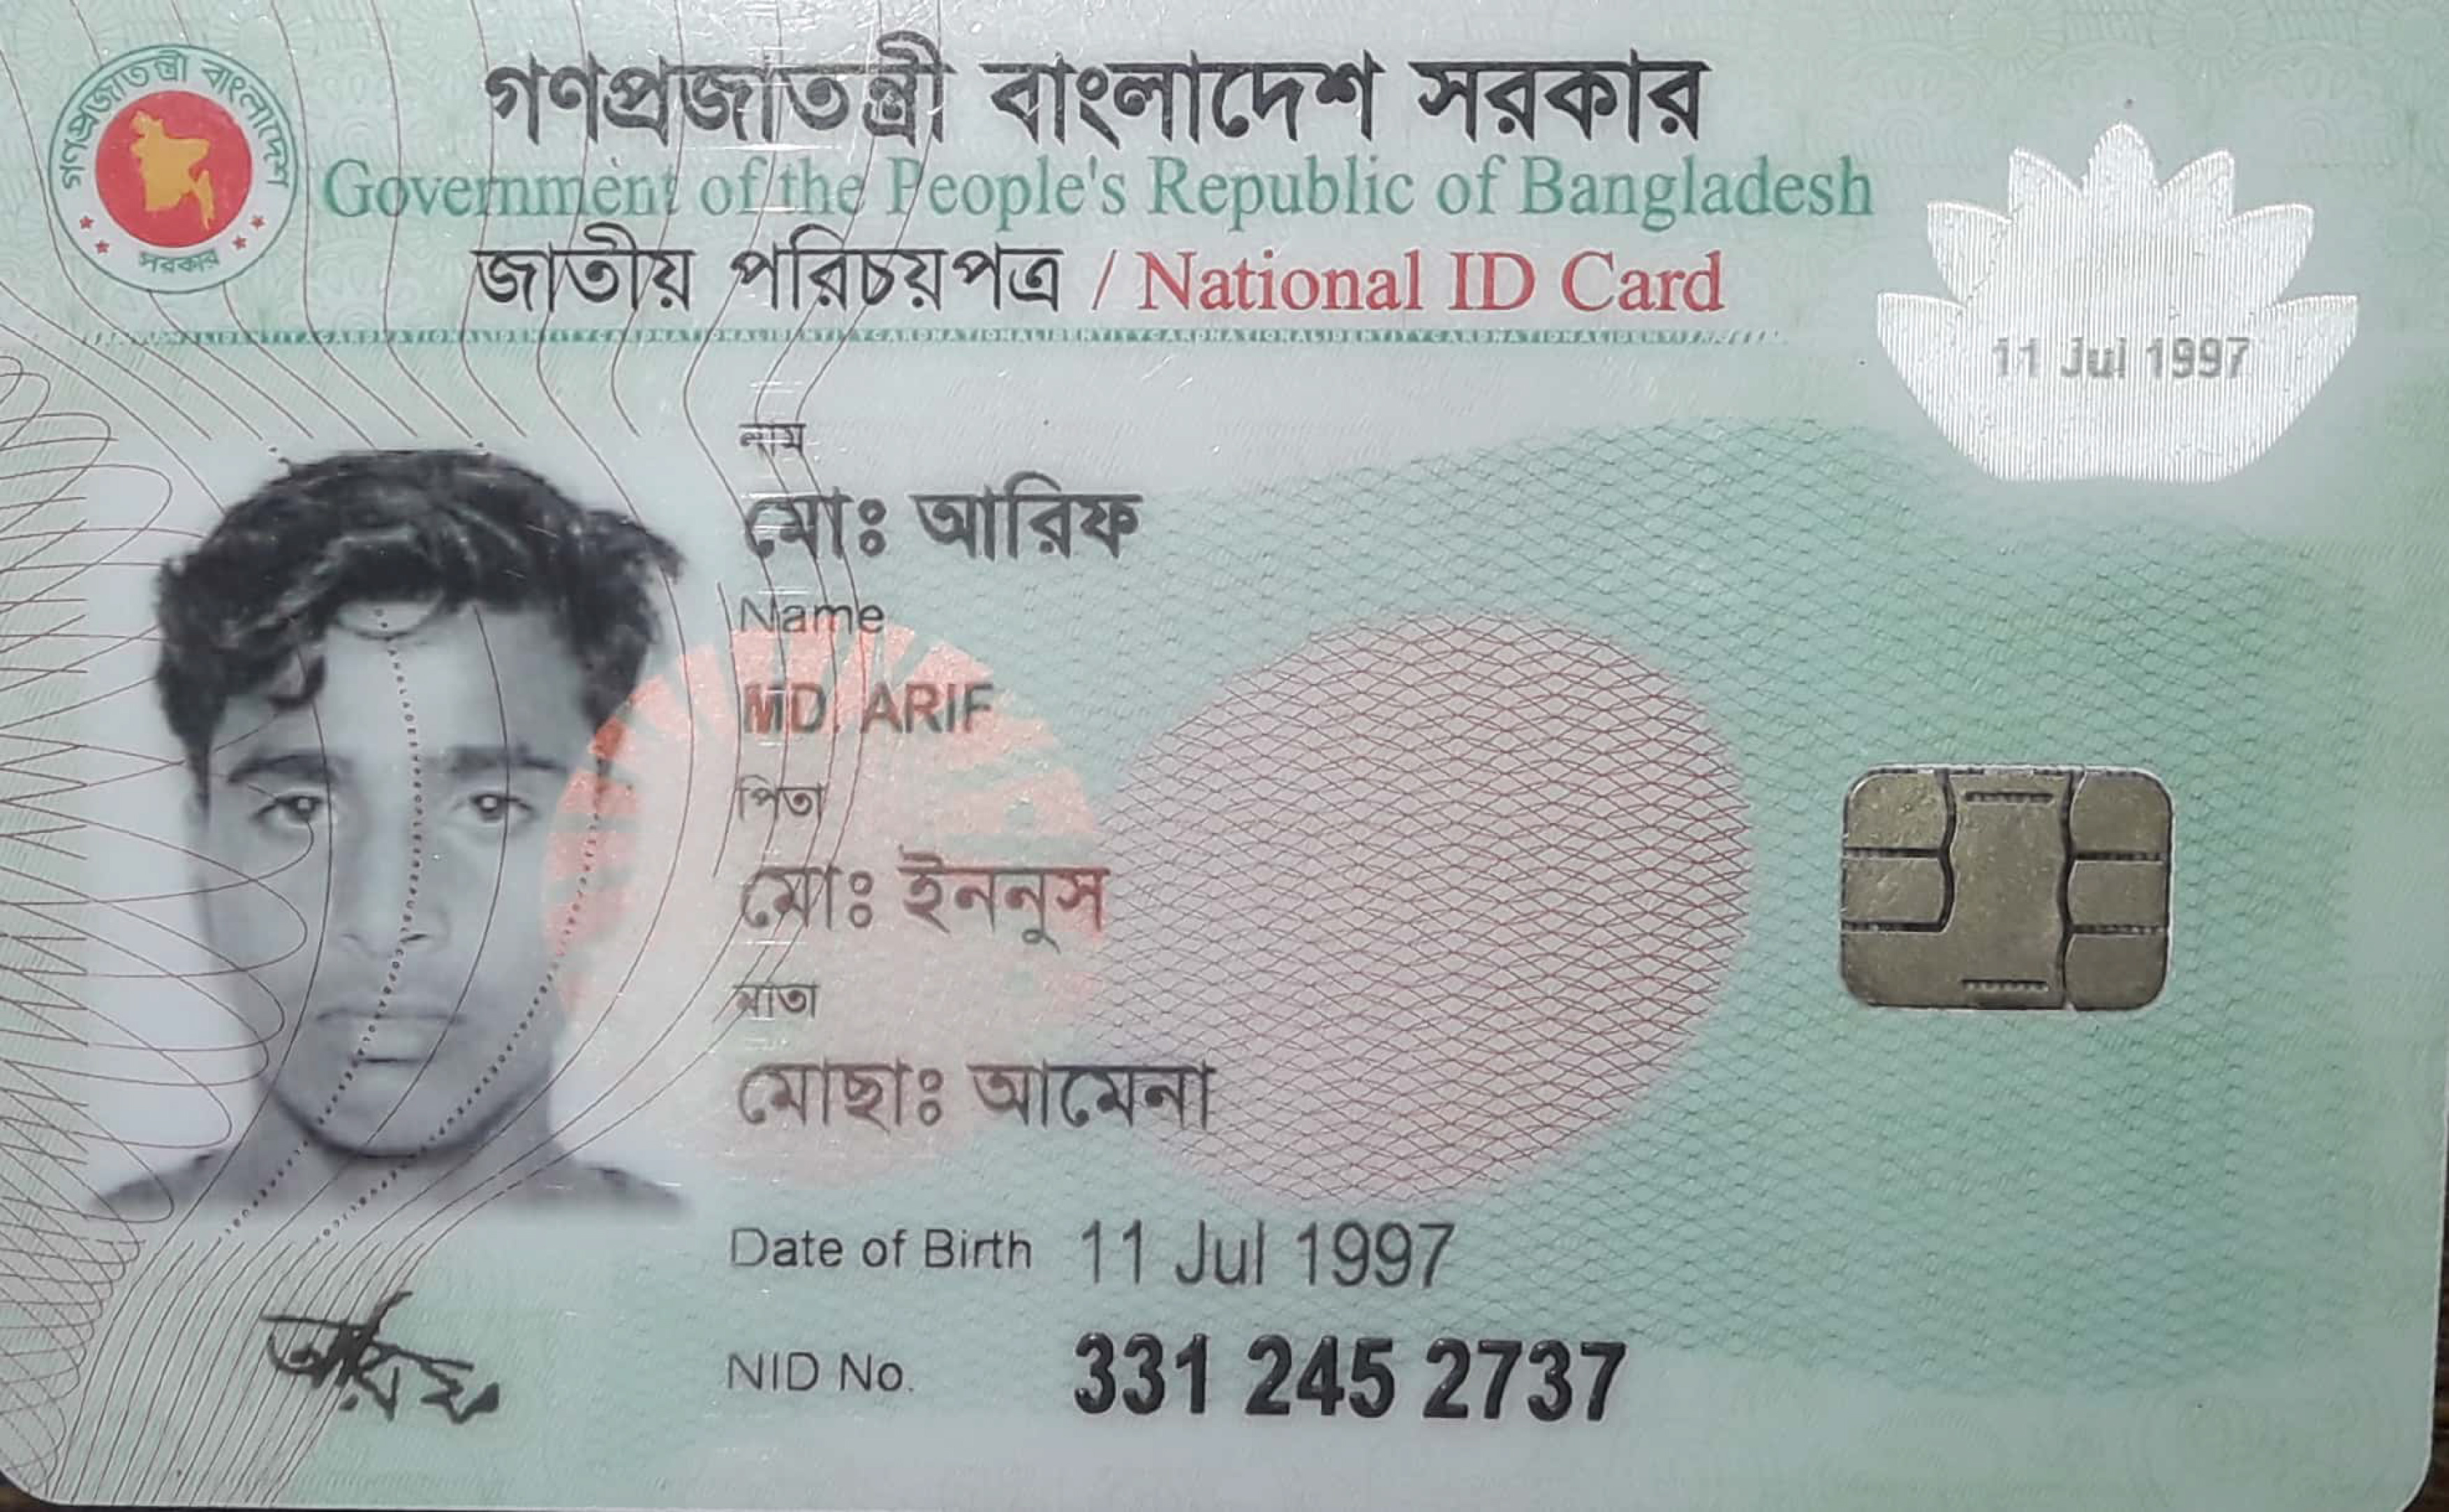 গণপ্রজাতন্ত্রী বাংলাদেশ সরকার
গণপ্রজাতন্ত্রী বাংলাদেশ
সরকার
Government of the People's Republic of Bangladesh
জাতীয় পরিচয়পত্র / National ID Card
11 Jul 1997
নাম
মোঃ আরিফ
Name
MD. ARIF
পিতা
মোঃ ইননুস
মাতা
মোছাঃ আমেনা
Date of Birth 11 Jul 1997
আরিফ
NID No. 331 245 2737